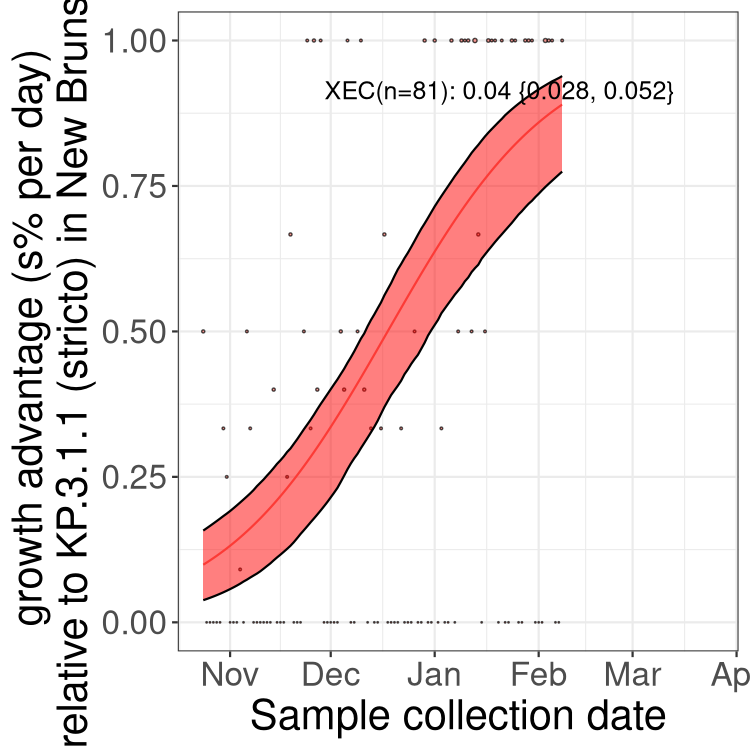 growth advantage (s% per day)
relative to KP.3.1.1 (stricto) in New Bruns
1.00
0.75
0.50
0.25
0.00
XEC(n=81): 0.04 {0.028, 0.052}
Nov Dec Jan Feb Mar Ap
Sample collection date